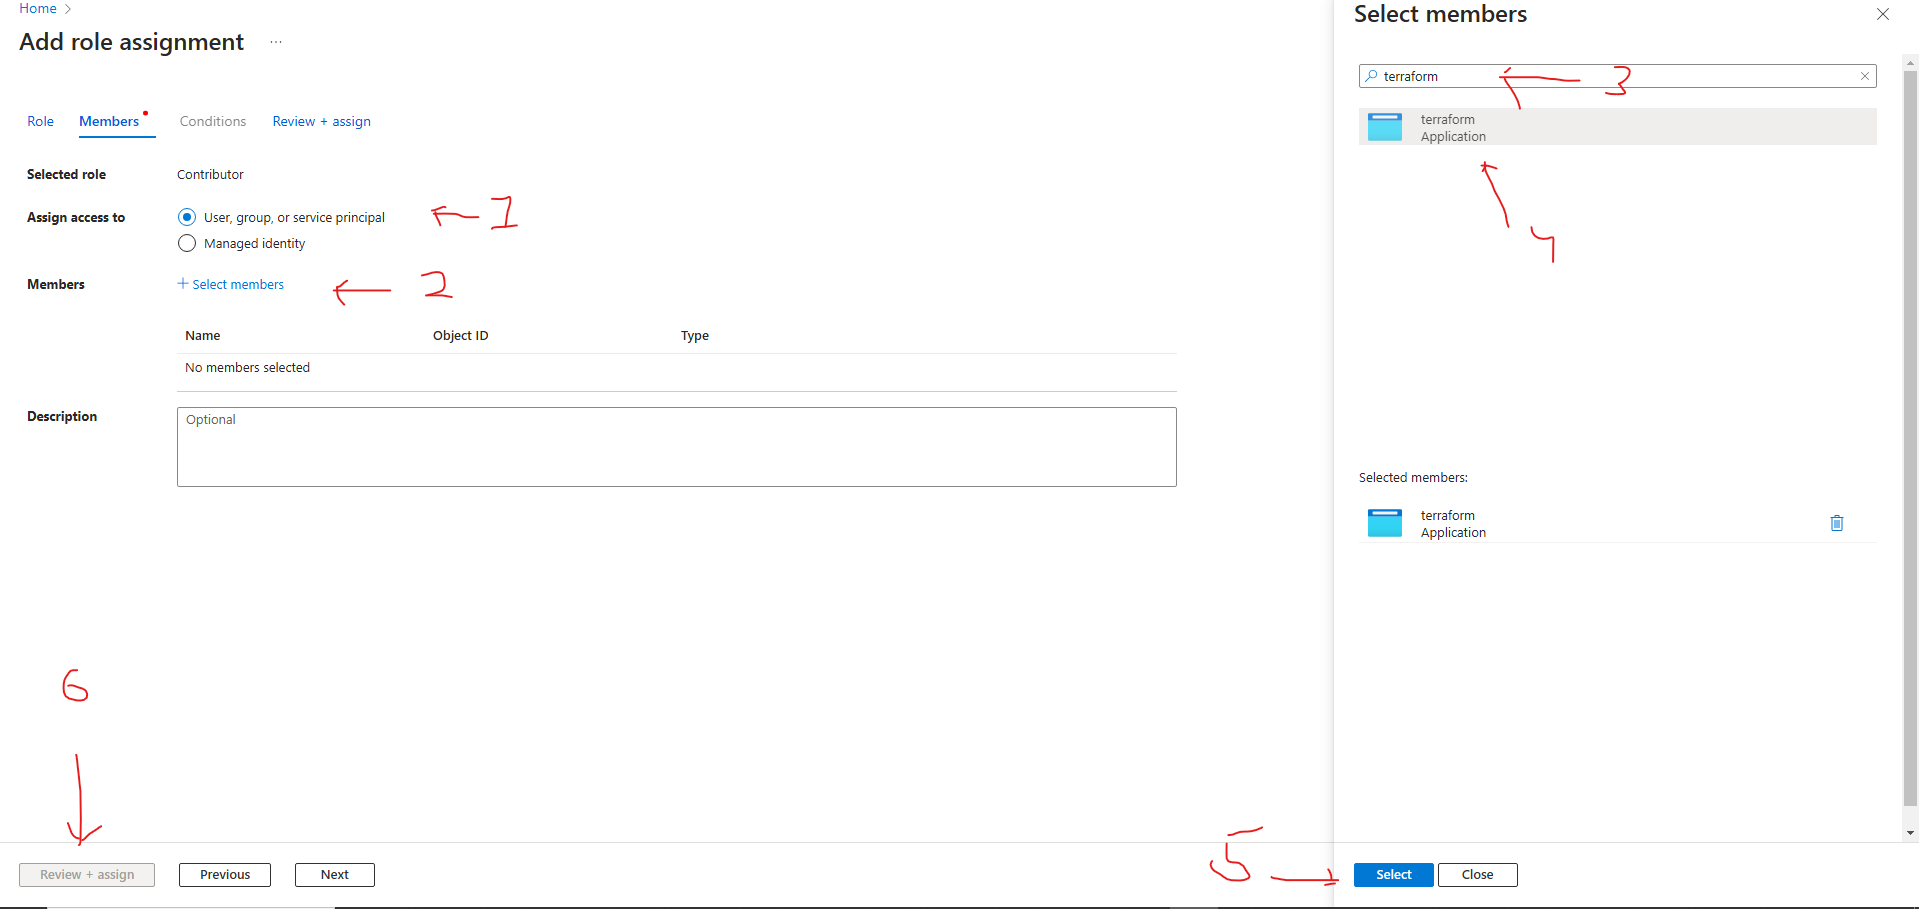 Home >
Add role assignment ...
Role Members Conditions Review + assign
Selected role Contributor
Assign access to User, group, or service principal
Managed identity
1
Members + Select members
2
Name Object ID Type
No members selected
Description Optional
6
Review + assign Previous Next
Select members
terraform
3
terraform
Application
4
Selected members:
terraform
Application
5
Select Close